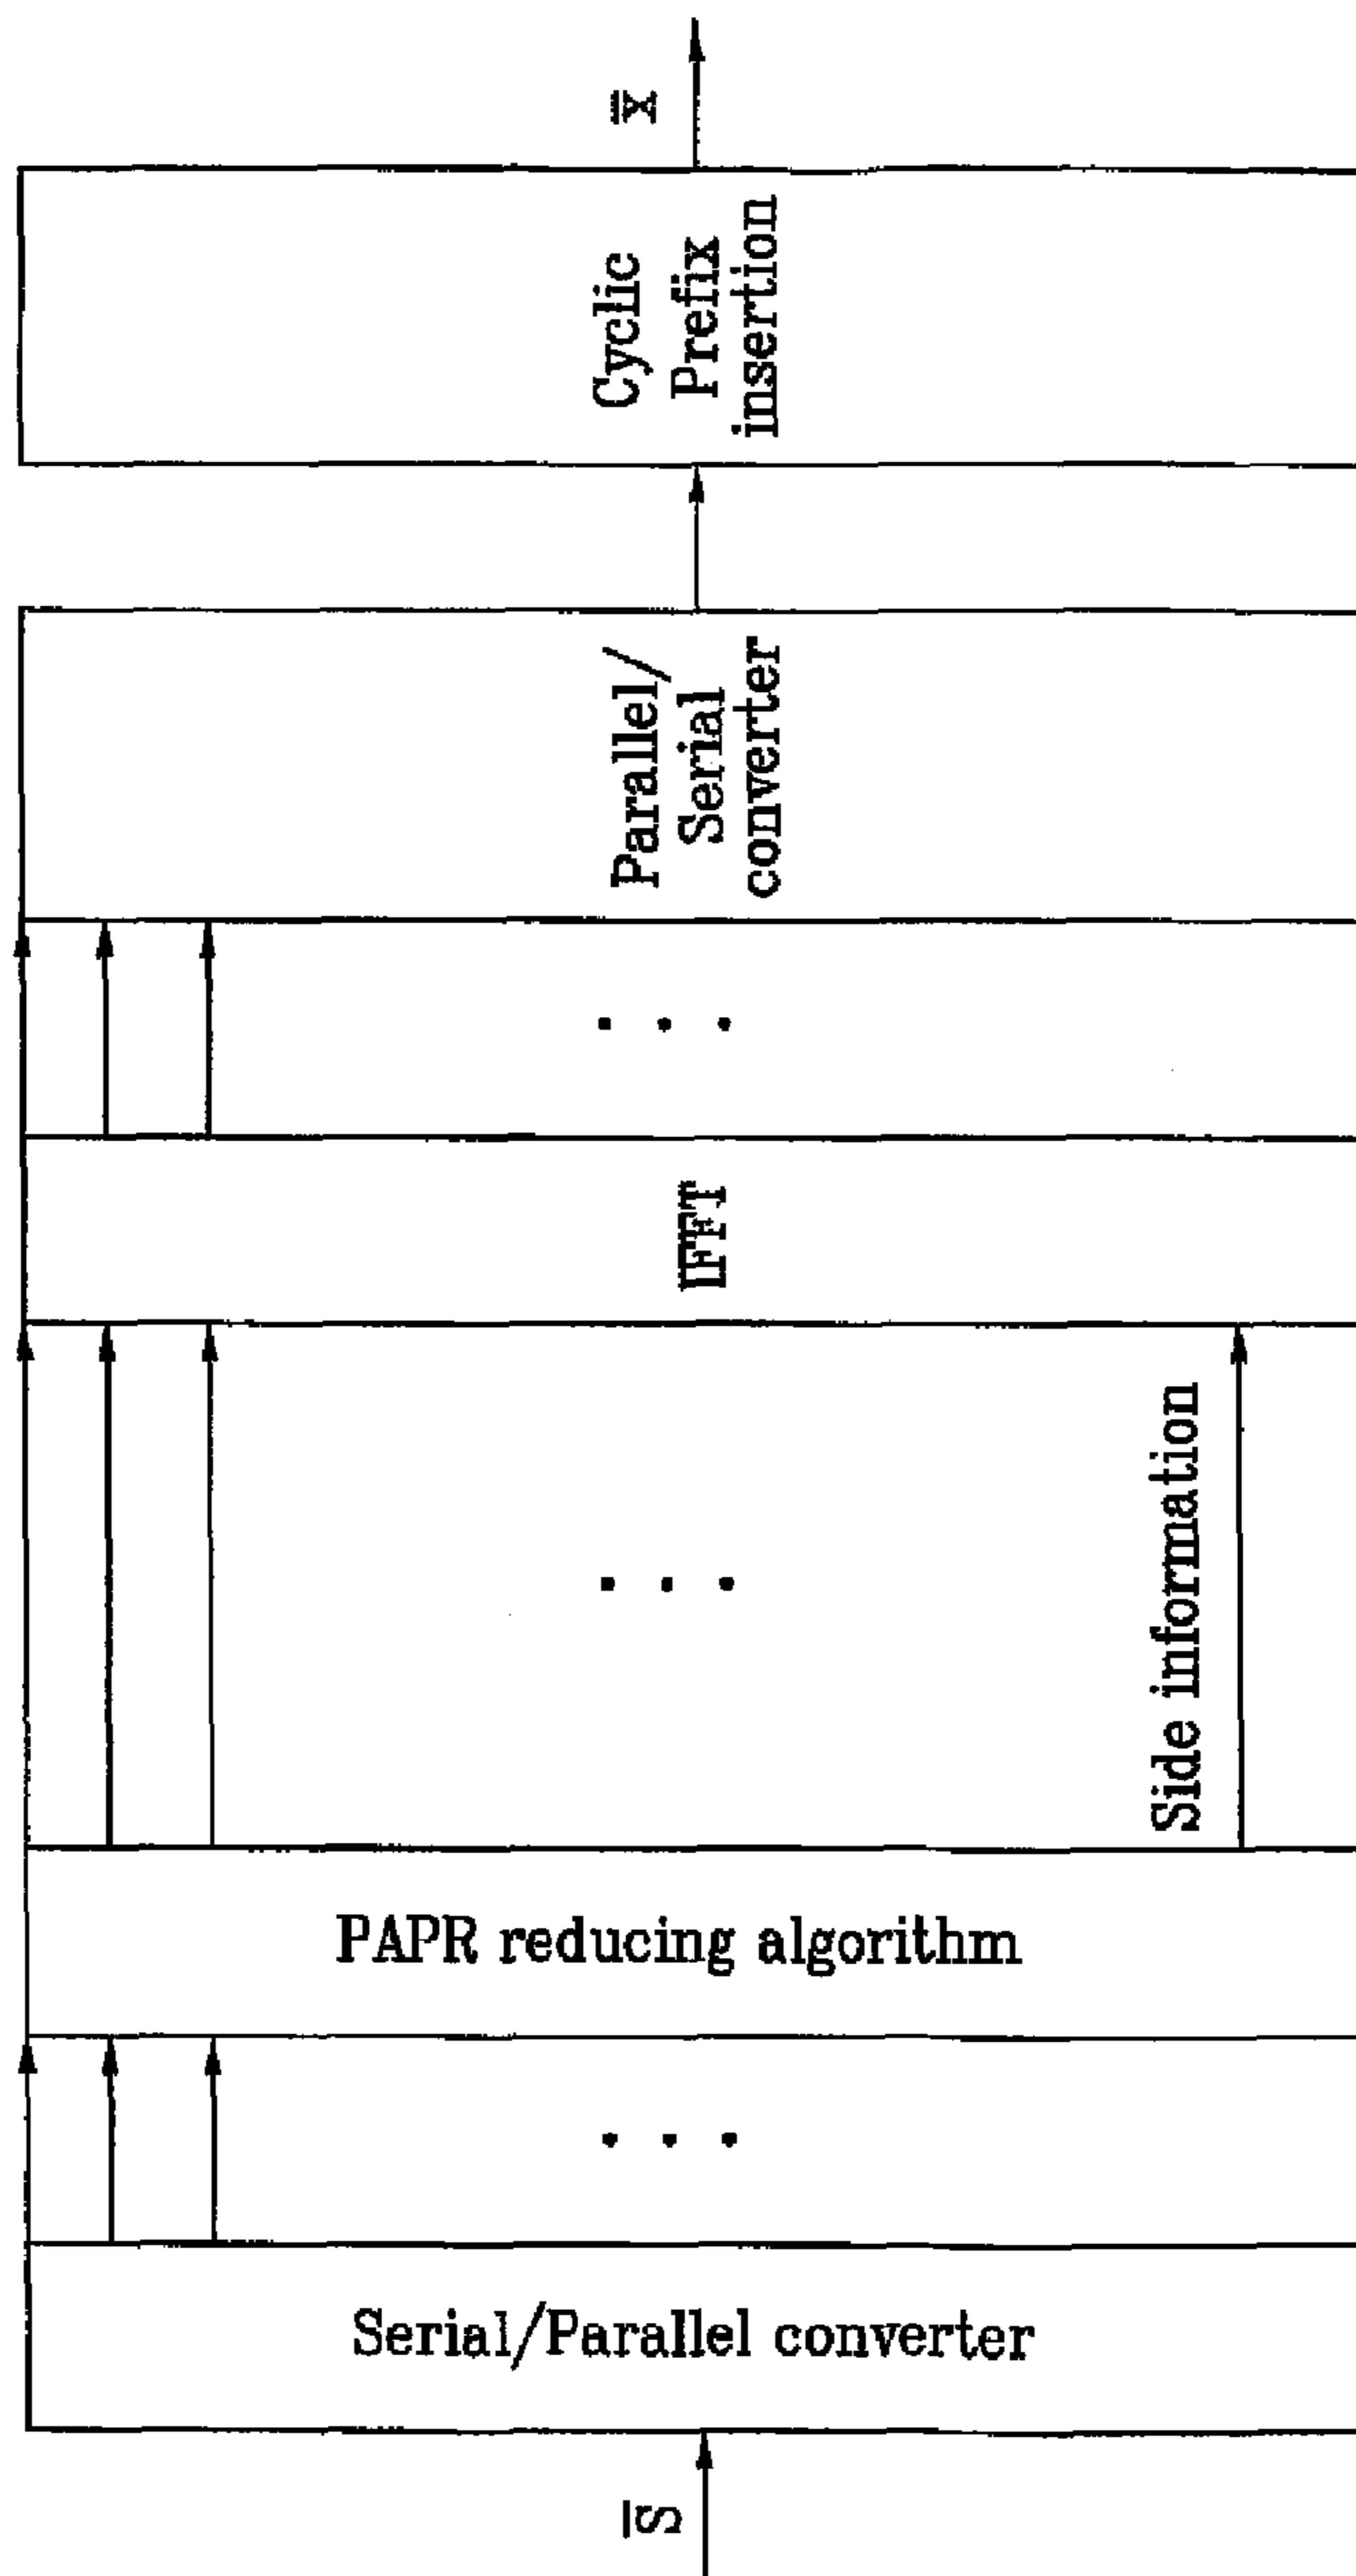 S̅
Serial/Parallel converter
. . .
PAPR reducing algorithm
Side information
. . .
IFFT
. . .
Parallel/
Serial
converter
Cyclic
Prefix
insertion
x̿